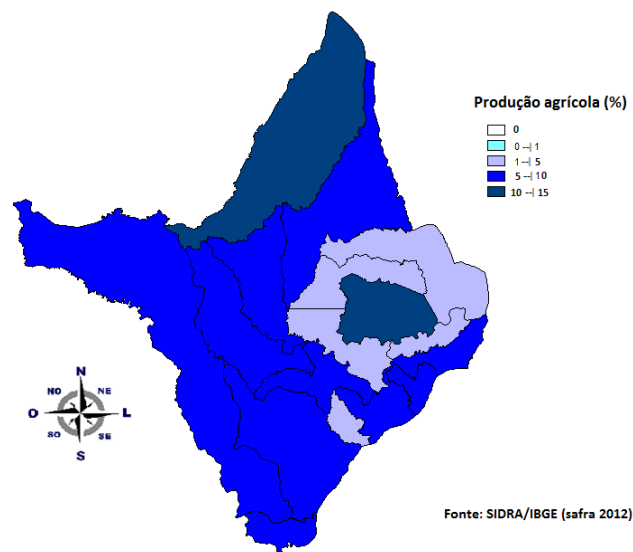 Produção agrícola (%)
0
0 --| 1
1 --| 5
5 --| 10
10 --| 15
N
NO NE
O L
SO SE
S
Fonte: SIDRA/IBGE (safra 2012)